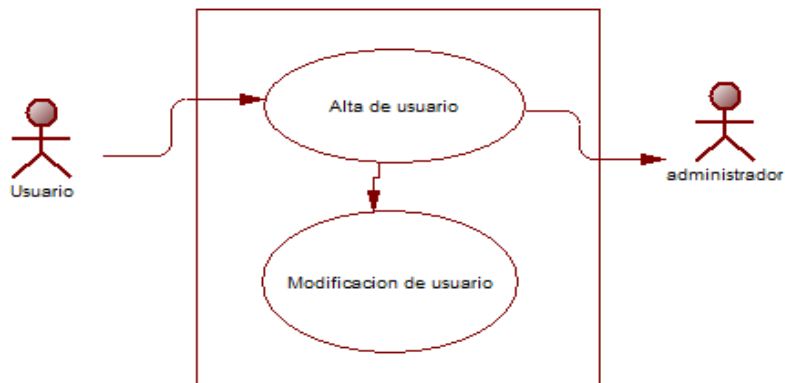 Alta de usuario
Usuario
administrador
Modificacion de usuario